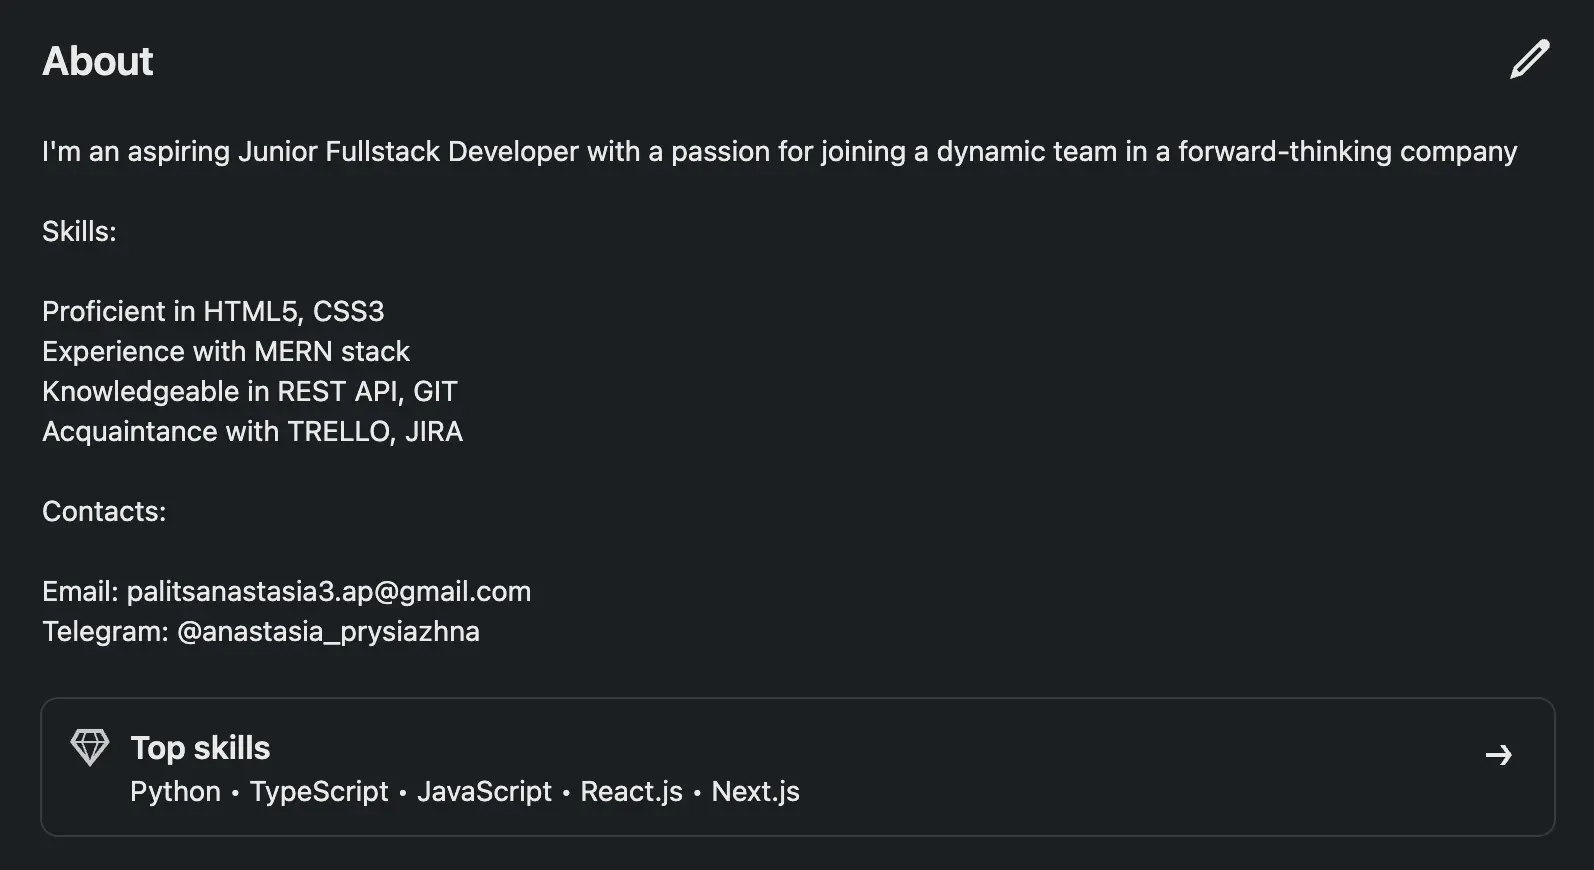 About
I'm an aspiring Junior Fullstack Developer with a passion for joining a dynamic team in a forward-thinking company
Skills:
Proficient in HTML5, CSS3
Experience with MERN stack
Knowledgeable in REST API, GIT
Acquaintance with TRELLO, JIRA
Contacts:
Email: palitsanastasia3.ap@gmail.com
Telegram: @anastasia_prysiazhna
Top skills
Python • TypeScript • JavaScript • React.js • Next.js